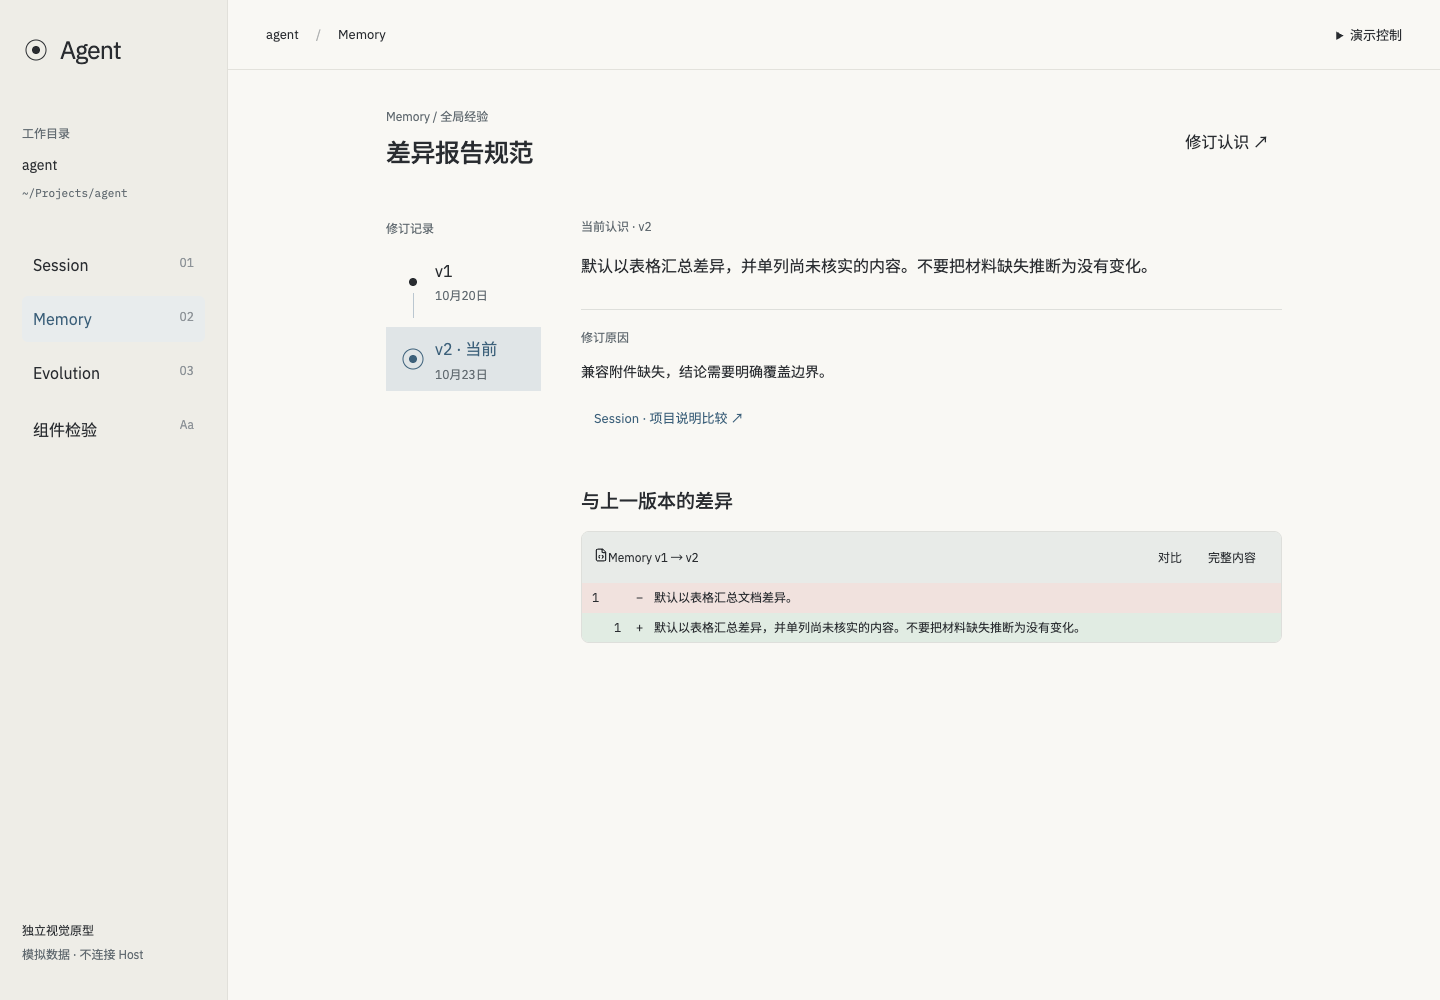 Agent
工作目录
agent
~/Projects/agent
Session 01
Memory 02
Evolution 03
组件检验 Aa
独立视觉原型
模拟数据 · 不连接 Host
agent / Memory
▶ 演示控制
Memory / 全局经验
差异报告规范
修订认识 ↗
修订记录
v1
10月20日
v2 · 当前
10月23日
当前认识 · v2
默认以表格汇总差异，并单列尚未核实的内容。不要把材料缺失推断为没有变化。
修订原因
兼容附件缺失，结论需要明确覆盖边界。
Session · 项目说明比较 ↗
与上一版本的差异
Memory v1 → v2 对比 完整内容
1 − 默认以表格汇总文档差异。
1 + 默认以表格汇总差异，并单列尚未核实的内容。不要把材料缺失推断为没有变化。